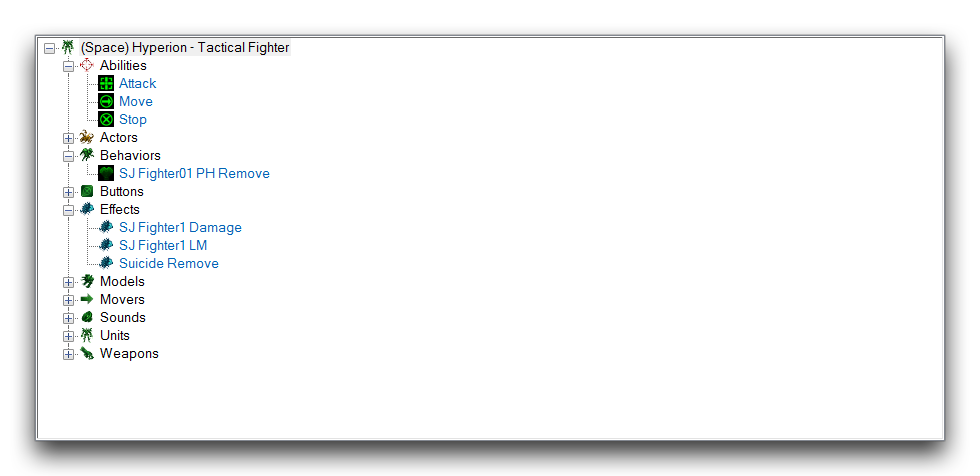 (Space) Hyperion - Tactical Fighter
Abilities
Attack
Move
Stop
Actors
Behaviors
SJ Fighter01 PH Remove
Buttons
Effects
SJ Fighter1 Damage
SJ Fighter1 LM
Suicide Remove
Models
Movers
Sounds
Units
Weapons